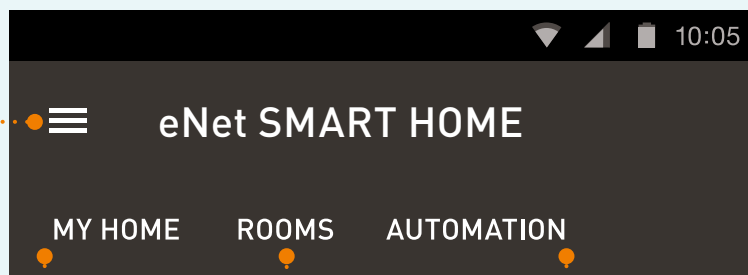 10:05
eNet SMART HOME
MY HOME ROOMS AUTOMATION